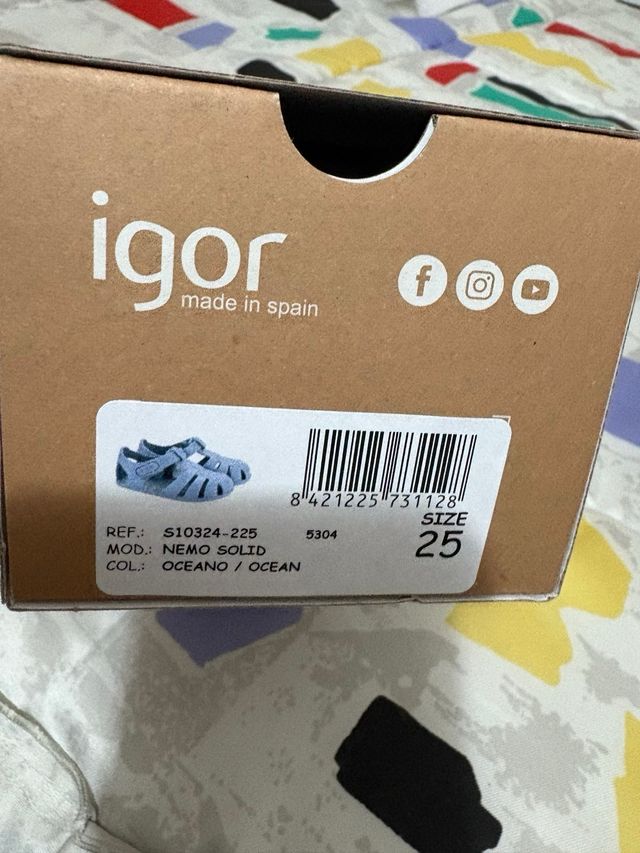 igor
made in spain
8 421225 731128
SIZE
25
REF.: S10324-225 5304
MOD.: NEMO SOLID
COL.: OCEANO / OCEAN